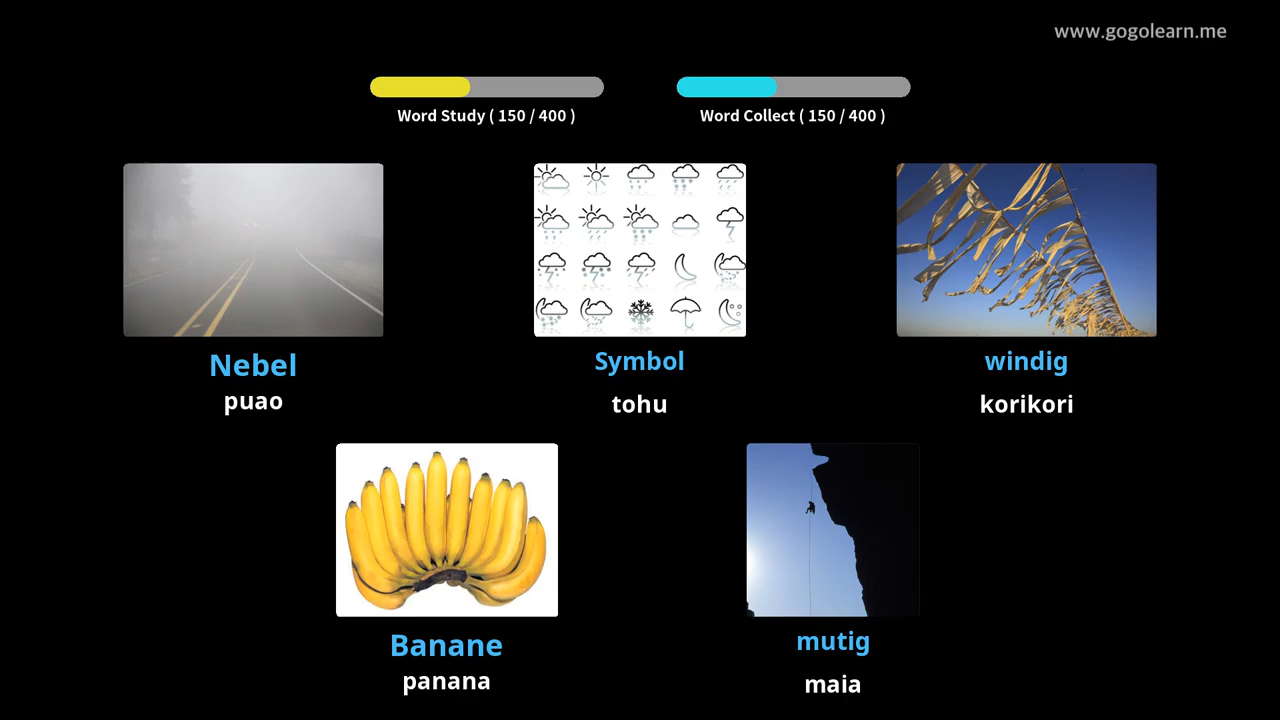 www.gogolearn.me
Word Study ( 150 / 400 )
Word Collect ( 150 / 400 )
Nebel
puao
Symbol
tohu
windig
korikori
Banane
panana
mutig
maia